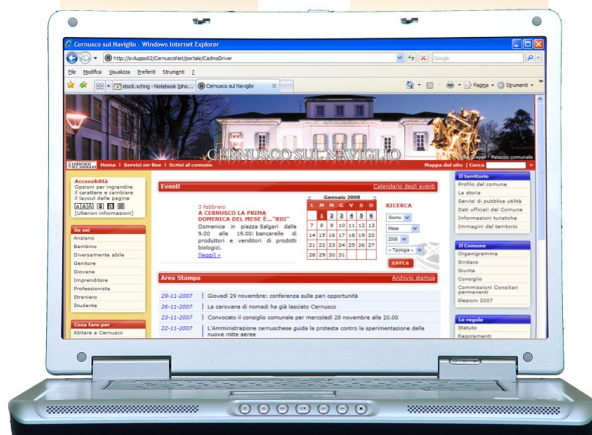 Cernusco sul Naviglio - Windows Internet Explorer
http://sviluppo02/CernuscoNet/portale/CadmoDriver
Google
File Modifica Visualizza Preferiti Strumenti ?
Cernusco sul Naviglio
Pagina Strumenti
CERNUSCO SUL NAVIGLIO
Palazzo comunale
Home | Servizi on-line | Scrivi al comune
Mappa del sito | Cerca
Accessibilità
Opzioni per ingrandire
il carattere e cambiare
il layout delle pagine
[Ulteriori informazioni]
Se sei
Anziano
Bambino
Diversamente abile
Genitore
Giovane
Imprenditore
Professionista
Straniero
Studente
Cosa fare per
Abitare a Cernusco
Eventi
Calendario degli eventi
3 febbraio
A CERNUSCO LA PRIMA
DOMENICA DEL MESE È..."BIO"
Domenica in piazza Salgari dalle
9.00 alle 19.00 bancarelle di
produttori e venditori di prodotti
biologici.
[leggi] »
Gennaio 2008
L M M G V S D
1 2 3 4 5 6
7 8 9 10 11 12 13
14 15 16 17 18 19 20
21 22 23 24 25 26 27
28 29 30 31
RICERCA
Giorno
Mese
2008
-- Tipologia --
cerca
Area Stampa
Archivio stampa
29-11-2007 | Giovedì 29 novembre: conferenza sulle pari opportunità
26-11-2007 | La carovana di nomadi ha già lasciato Cernusco
23-11-2007 | Convocato il consiglio comunale per mercoledì 28 novembre alle 20.00
22-11-2007 | L'Amministrazione cernuschese guida la protesta contro la sperimentazione delle
nuove rotte aeree
Il territorio
Profilo del comune
La storia
Servizi di pubblica utilità
Dati ufficiali del Comune
Informazioni turistiche
Immagini del territorio
Il Comune
Organigramma
Sindaco
Giunta
Consiglio
Commissioni Consiliari
permanenti
Elezioni 2007
Le regole
Statuto
Regolamenti